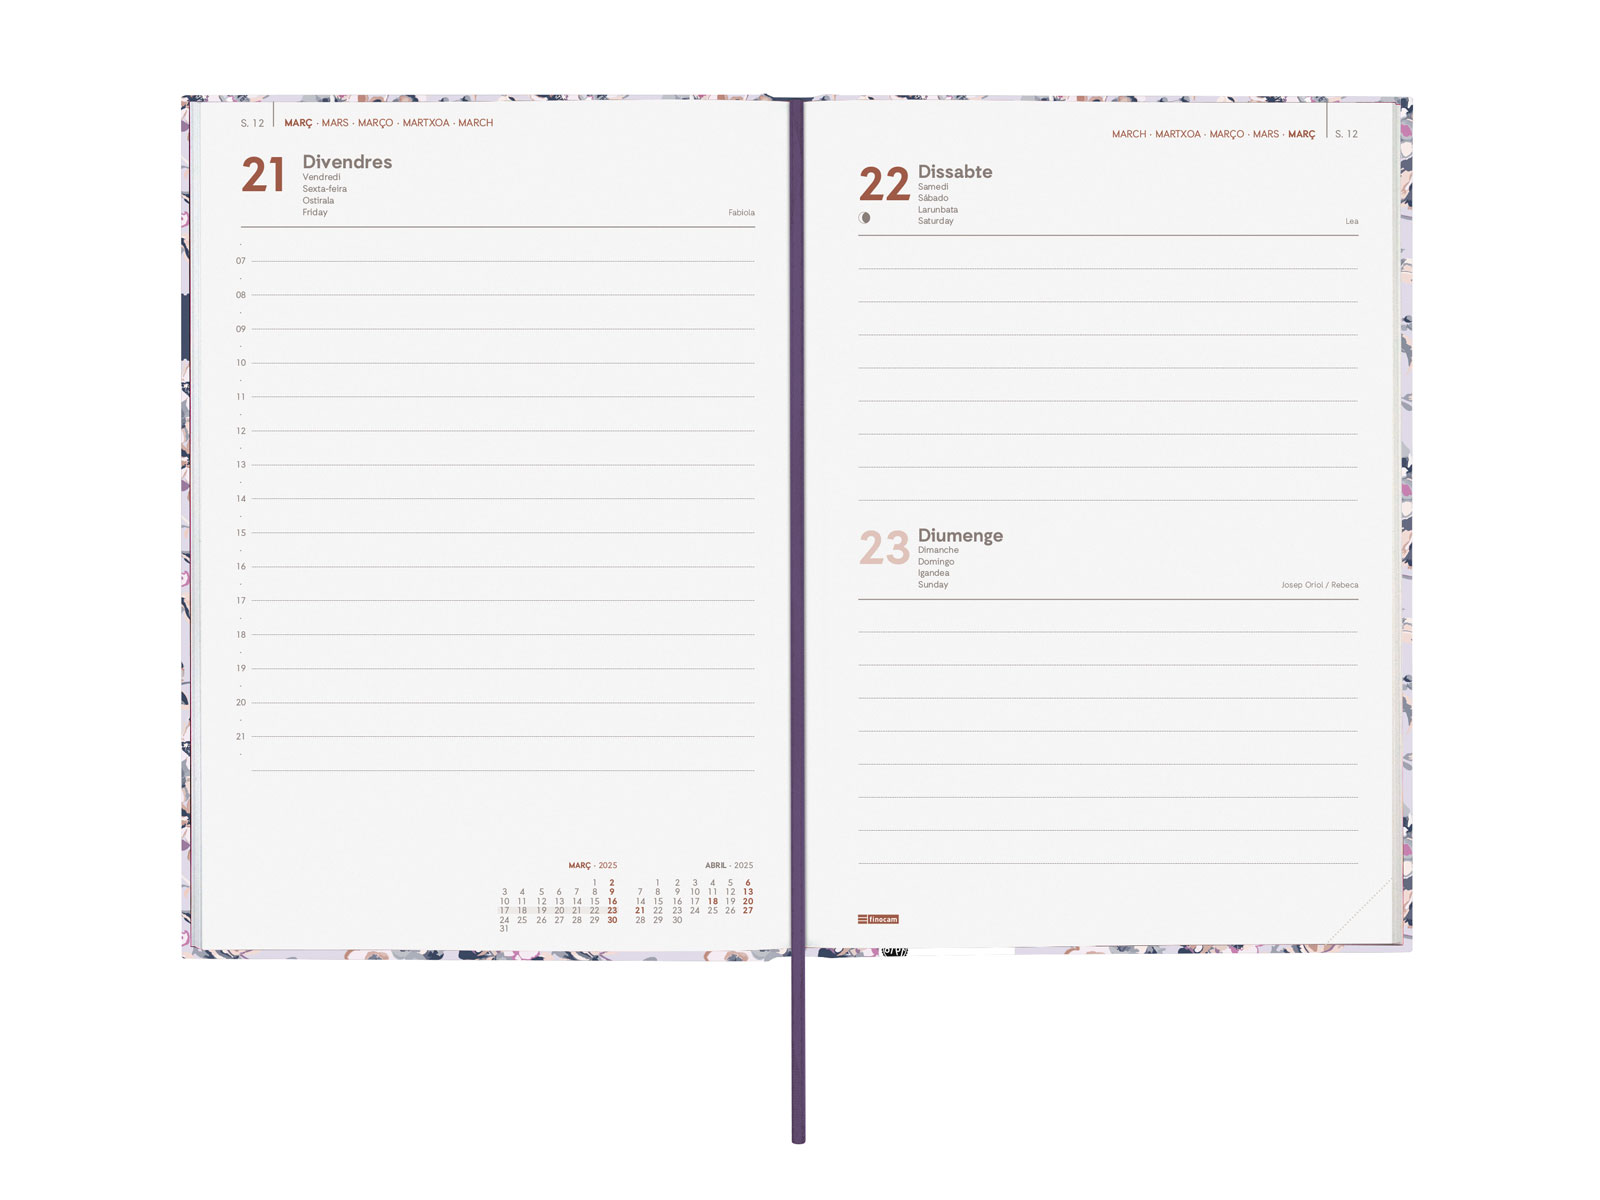 S. 12 MARÇ · MARS · MARÇO · MARTXOA · MARCH
21 Divendres
Vendredi
Sexta-feira
Ostirala
Friday
Fabiola
07
08
09
10
11
12
13
14
15
16
17
18
19
20
21
MARÇ - 2025
1 2
3 4 5 6 7 8 9
10 11 12 13 14 15 16
17 18 19 20 21 22 23
24 25 26 27 28 29 30
31
ABRIL - 2025
1 2 3 4 5 6
7 8 9 10 11 12 13
14 15 16 17 18 19 20
21 22 23 24 25 26 27
28 29 30
MARCH · MARTXOA · MARÇO · MARS · MARÇ S. 12
22 Dissabte
Samedi
Sábado
Larunbata
Saturday
Lea
23 Diumenge
Dimanche
Domingo
Igandea
Sunday
Josep Oriol / Rebeca
finocam